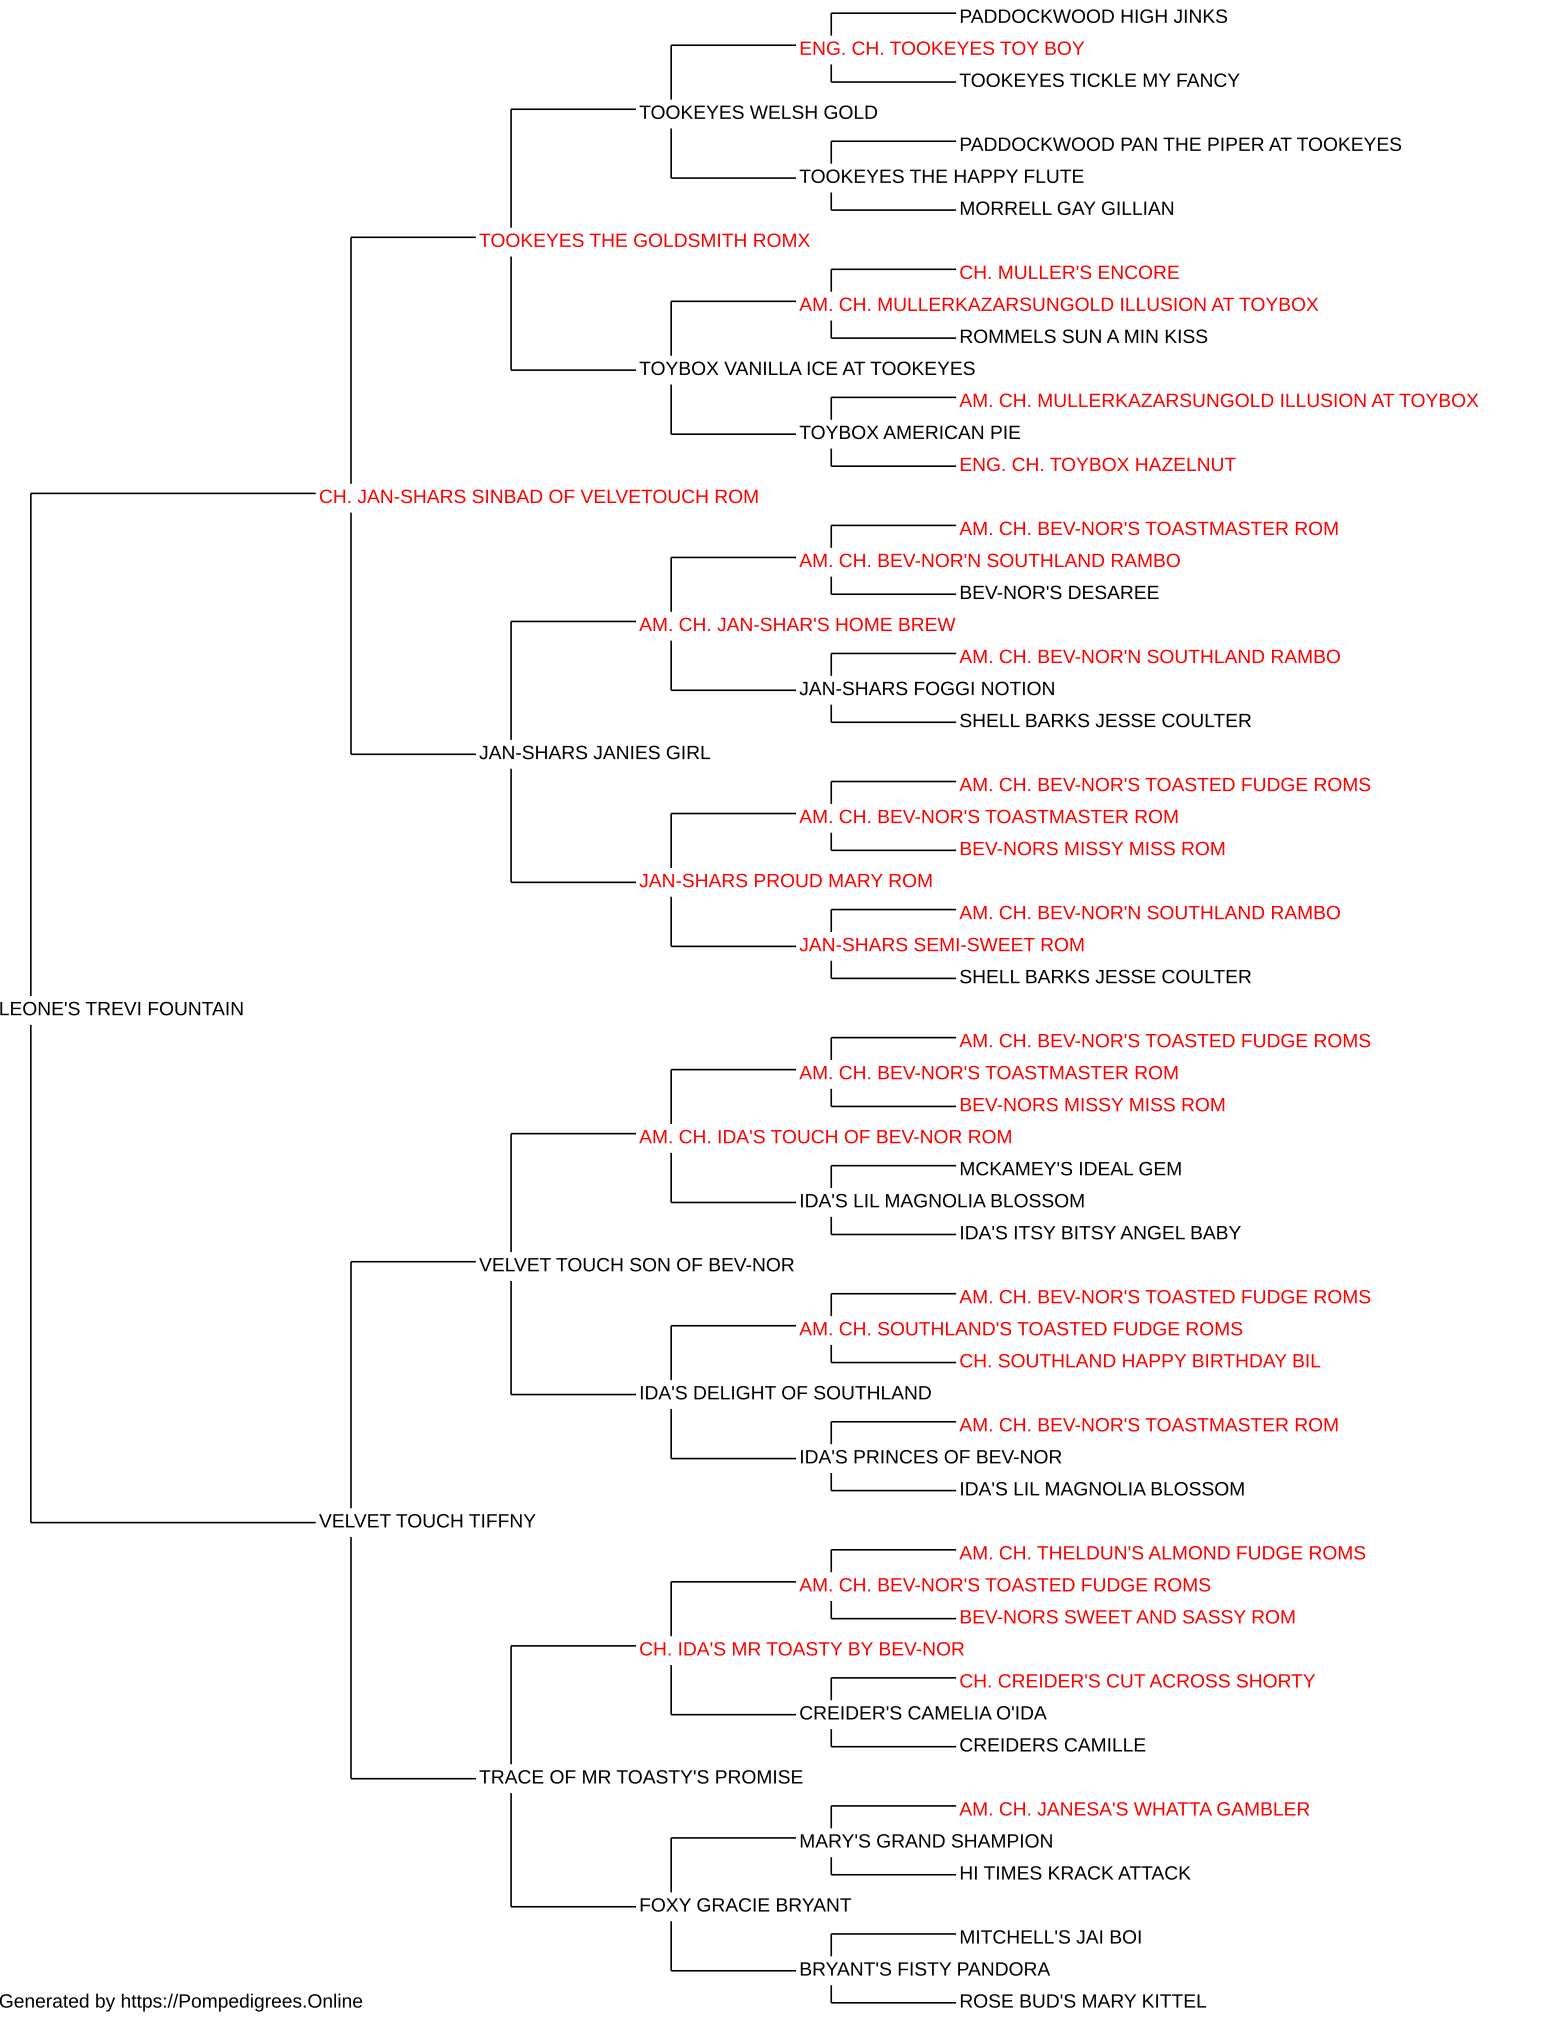 PADDOCKWOOD HIGH JINKS
ENG. CH. TOOKEYES TOY BOY
TOOKEYES TICKLE MY FANCY
TOOKEYES WELSH GOLD
PADDOCKWOOD PAN THE PIPER AT TOOKEYES
TOOKEYES THE HAPPY FLUTE
MORRELL GAY GILLIAN
TOOKEYES THE GOLDSMITH ROMX
CH. MULLER'S ENCORE
AM. CH. MULLERKAZARSUNGOLD ILLUSION AT TOYBOX
ROMMELS SUN A MIN KISS
TOYBOX VANILLA ICE AT TOOKEYES
AM. CH. MULLERKAZARSUNGOLD ILLUSION AT TOYBOX
TOYBOX AMERICAN PIE
ENG. CH. TOYBOX HAZELNUT
CH. JAN-SHARS SINBAD OF VELVETOUCH ROM
AM. CH. BEV-NOR'S TOASTMASTER ROM
AM. CH. BEV-NOR'N SOUTHLAND RAMBO
BEV-NOR'S DESAREE
AM. CH. JAN-SHAR'S HOME BREW
AM. CH. BEV-NOR'N SOUTHLAND RAMBO
JAN-SHARS FOGGI NOTION
SHELL BARKS JESSE COULTER
JAN-SHARS JANIES GIRL
AM. CH. BEV-NOR'S TOASTED FUDGE ROMS
AM. CH. BEV-NOR'S TOASTMASTER ROM
BEV-NORS MISSY MISS ROM
JAN-SHARS PROUD MARY ROM
AM. CH. BEV-NOR'N SOUTHLAND RAMBO
JAN-SHARS SEMI-SWEET ROM
SHELL BARKS JESSE COULTER
LEONE'S TREVI FOUNTAIN
AM. CH. BEV-NOR'S TOASTED FUDGE ROMS
AM. CH. BEV-NOR'S TOASTMASTER ROM
BEV-NORS MISSY MISS ROM
AM. CH. IDA'S TOUCH OF BEV-NOR ROM
MCKAMEY'S IDEAL GEM
IDA'S LIL MAGNOLIA BLOSSOM
IDA'S ITSY BITSY ANGEL BABY
VELVET TOUCH SON OF BEV-NOR
AM. CH. BEV-NOR'S TOASTED FUDGE ROMS
AM. CH. SOUTHLAND'S TOASTED FUDGE ROMS
CH. SOUTHLAND HAPPY BIRTHDAY BIL
IDA'S DELIGHT OF SOUTHLAND
AM. CH. BEV-NOR'S TOASTMASTER ROM
IDA'S PRINCES OF BEV-NOR
IDA'S LIL MAGNOLIA BLOSSOM
VELVET TOUCH TIFFNY
AM. CH. THELDUN'S ALMOND FUDGE ROMS
AM. CH. BEV-NOR'S TOASTED FUDGE ROMS
BEV-NORS SWEET AND SASSY ROM
CH. IDA'S MR TOASTY BY BEV-NOR
CH. CREIDER'S CUT ACROSS SHORTY
CREIDER'S CAMELIA O'IDA
CREIDERS CAMILLE
TRACE OF MR TOASTY'S PROMISE
AM. CH. JANESA'S WHATTA GAMBLER
MARY'S GRAND SHAMPION
HI TIMES KRACK ATTACK
FOXY GRACIE BRYANT
MITCHELL'S JAI BOI
BRYANT'S FISTY PANDORA
ROSE BUD'S MARY KITTEL
Generated by https://Pompedigrees.Online